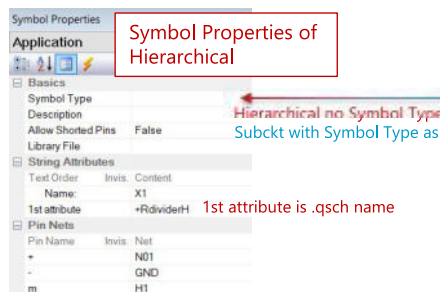 Symbol Properties
Symbol Properties of
Hierarchical
Application
Basics
Symbol Type
Hierarchical no Symbol Type
Description
Subckt with Symbol Type as
Allow Shorted Pins False
Library File
String Attributes
Text Order Invis. Content
Name: X1
1st attribute +RdividerH 1st attribute is .qsch name
Pin Nets
Pin Name Invis. Net
+ N01
- GND
m H1